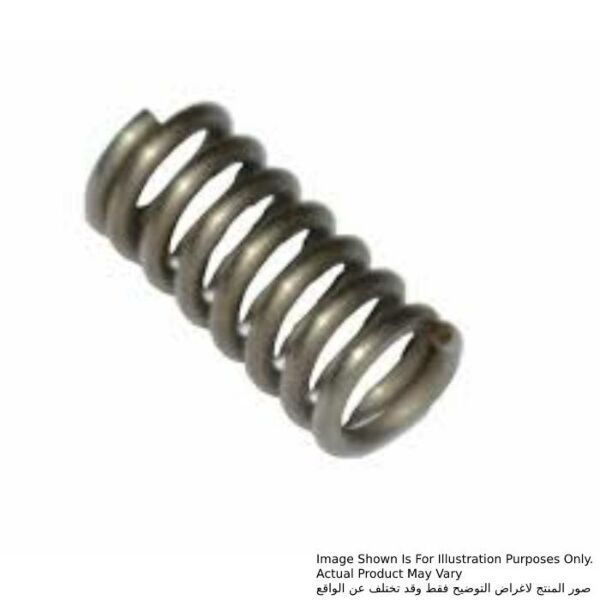 Image Shown Is For Illustration Purposes Only.
Actual Product May Vary
صور المنتج لاغراض التوضيح فقط وقد تختلف عن الواقع